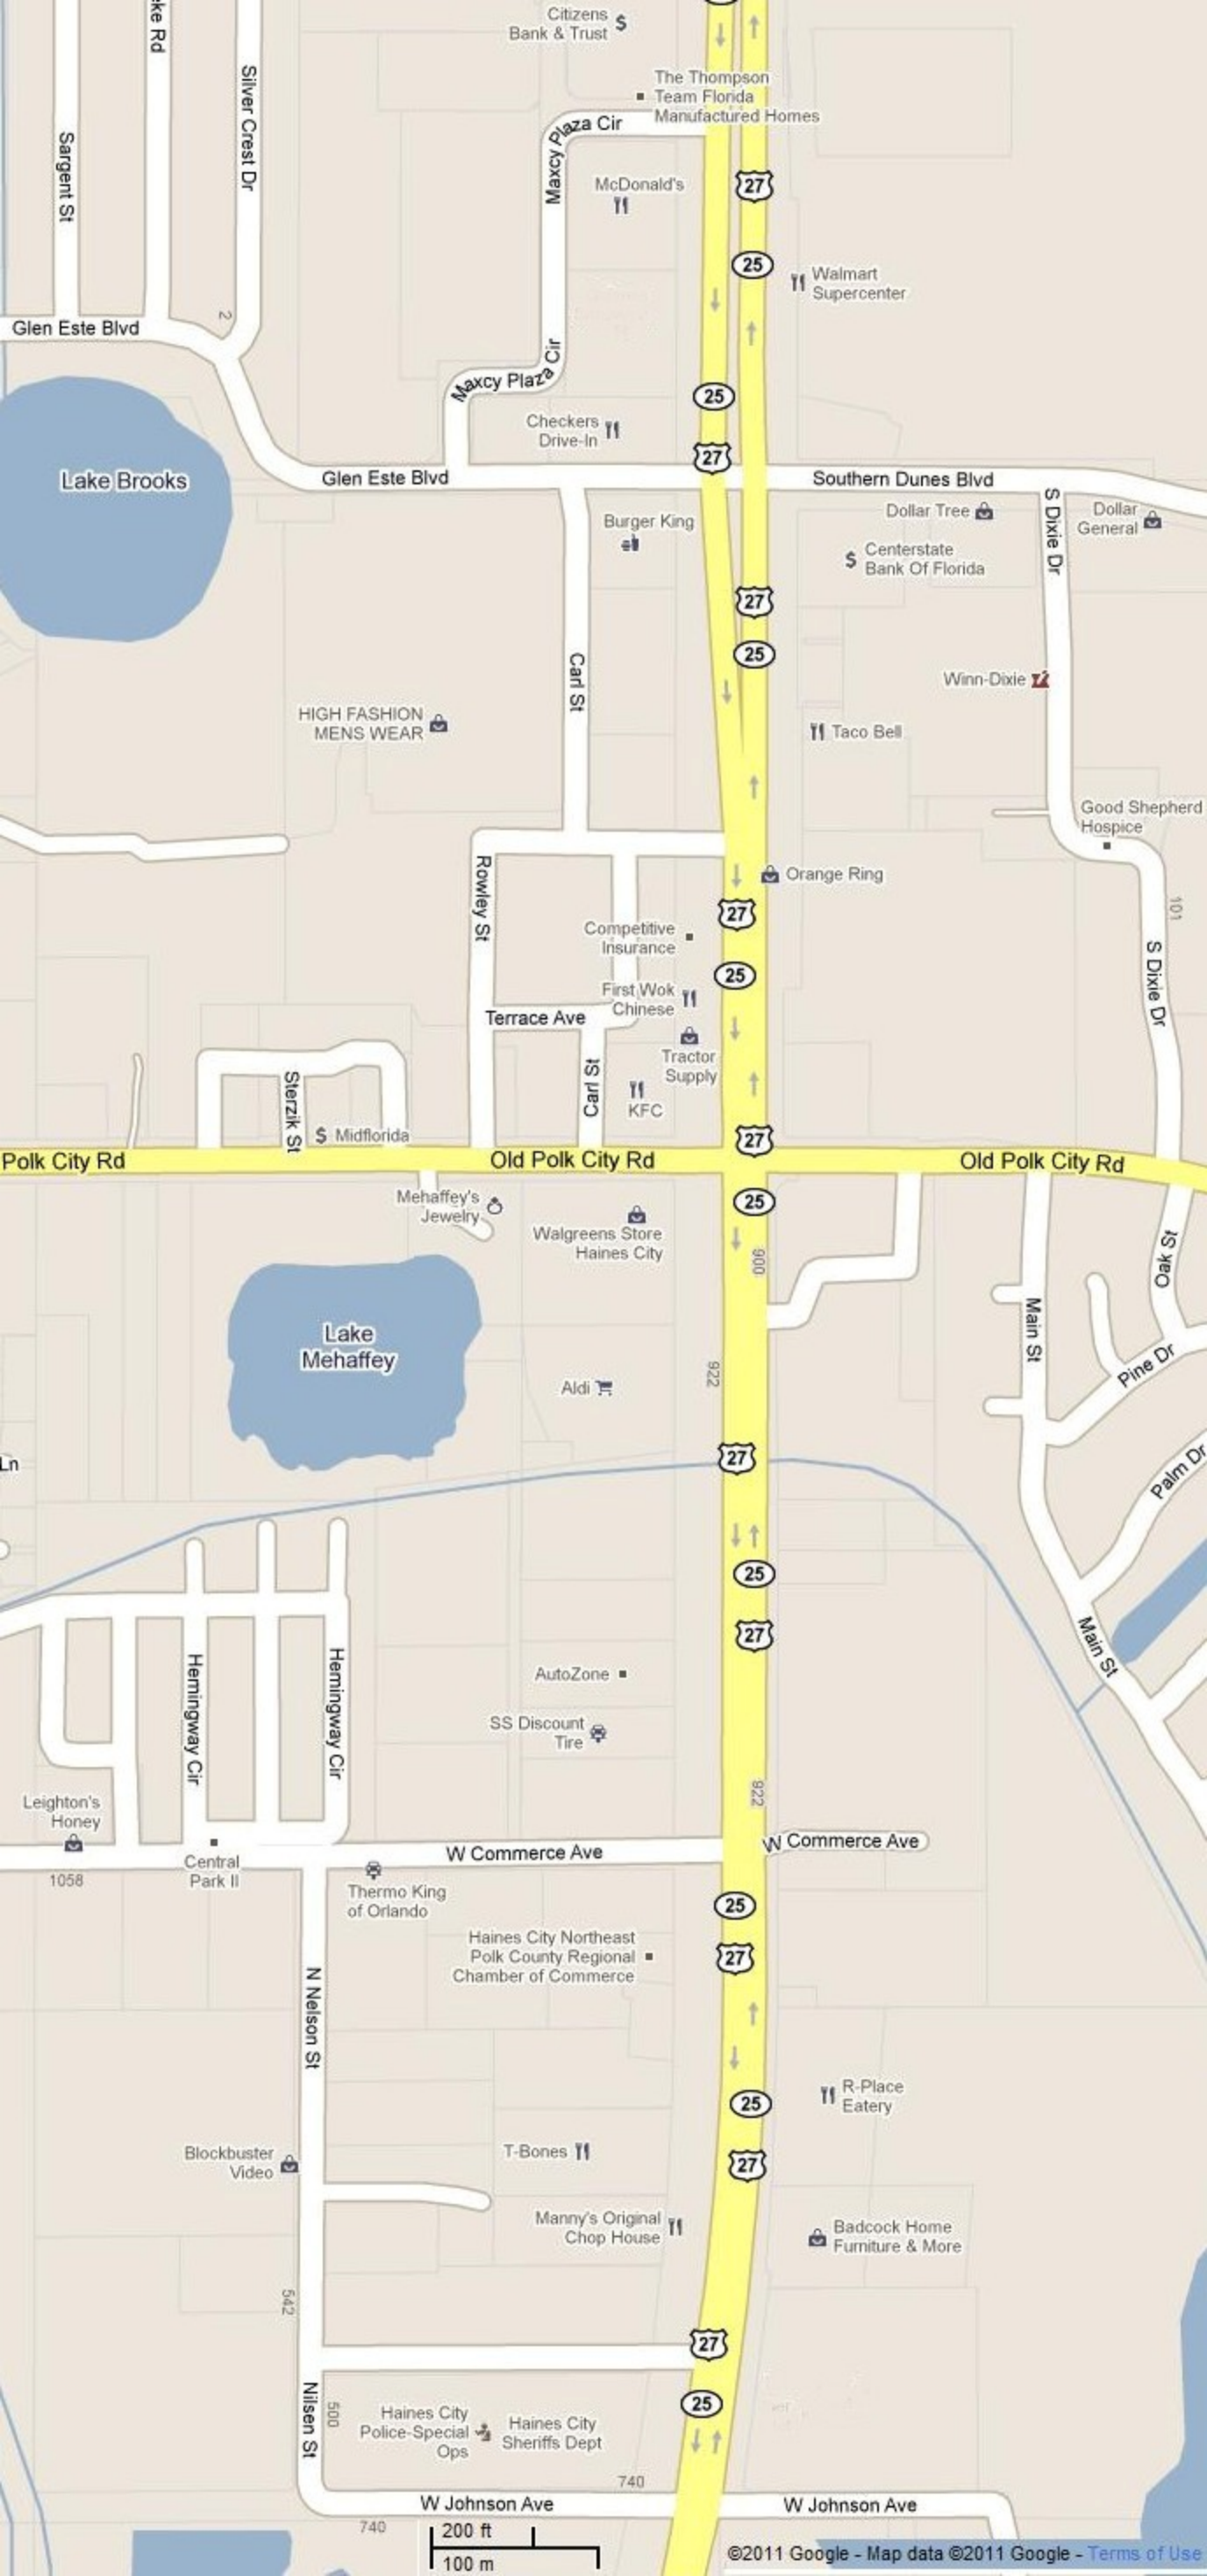 Citizens
Bank & Trust
eke Rd
Silver Crest Dr
Sargent St
The Thompson
Team Florida
Manufactured Homes
Maxcy Plaza Cir
McDonald's
27
25
Walmart
Supercenter
Glen Este Blvd
2
Maxcy Plaza Cir
25
Checkers
Drive-In
27
Lake Brooks
Glen Este Blvd
Southern Dunes Blvd
Dollar Tree
Dollar
General
S Dixie Dr
Burger King
Centerstate
Bank Of Florida
27
25
Carl St
Winn-Dixie
HIGH FASHION
MENS WEAR
Taco Bell
Good Shepherd
Hospice
Rowley St
Orange Ring
101
27
Competitive
Insurance
25
S Dixie Dr
First Wok
Chinese
Terrace Ave
Tractor
Supply
Carl St
KFC
Sterzik St
Midflorida
27
Polk City Rd
Old Polk City Rd
Old Polk City Rd
Mehaffey's
Jewelry
25
Walgreens Store
Haines City
900
Oak St
Main St
Lake
Mehaffey
Pine Dr
922
Aldi
Ln
27
Palm Dr
25
27
Main St
Hemingway Cir
Hemingway Cir
AutoZone
SS Discount
Tire
922
Leighton's
Honey
W Commerce Ave
W Commerce Ave
Central
Park II
1058
Thermo King
of Orlando
25
Haines City Northeast
Polk County Regional
Chamber of Commerce
27
N Nelson St
R-Place
Eatery
25
T-Bones
Blockbuster
Video
27
Manny's Original
Chop House
Badcock Home
Furniture & More
542
27
25
Nilsen St
500
Haines City
Police-Special
Ops
Haines City
Sheriffs Dept
740
W Johnson Ave
W Johnson Ave
740
200 ft
100 m
©2011 Google - Map data ©2011 Google - Terms of Use